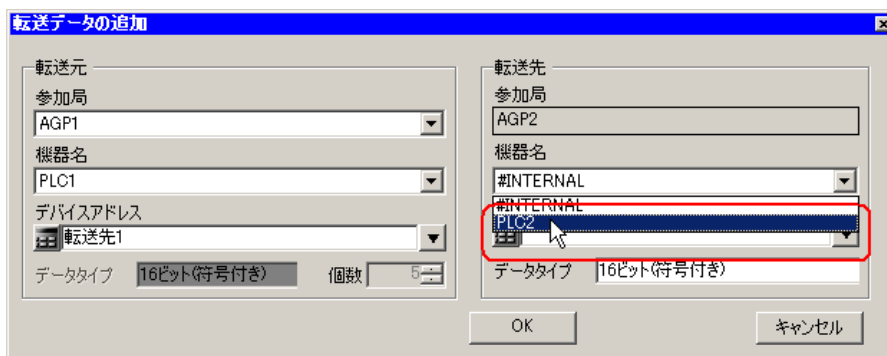 転送データの追加
転送元
参加局
AGP1
機器名
PLC1
デバイスアドレス
転送先1
データタイプ 16ビット(符号付き) 個数 5
転送先
参加局
AGP2
機器名
#INTERNAL
#INTERNAL
PLC2
データタイプ 16ビット(符号付き)
OK
キャンセル